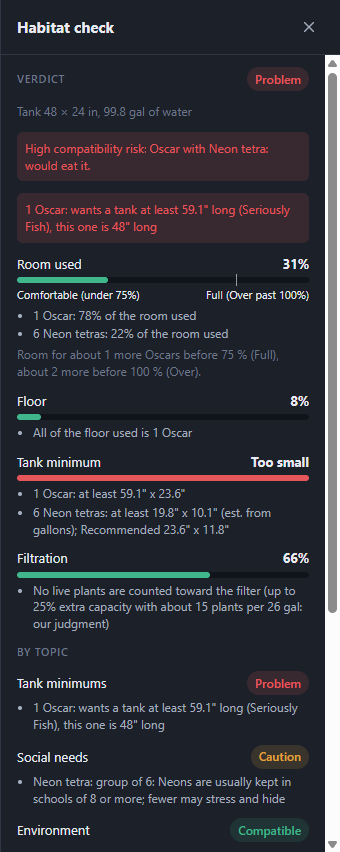 Habitat check
VERDICT
Problem
Tank 48 × 24 in, 99.8 gal of water
High compatibility risk: Oscar with Neon tetra:
would eat it.
1 Oscar: wants a tank at least 59.1" long (Seriously
Fish), this one is 48" long
Room used 31%
Comfortable (under 75%) Full (Over past 100%)
• 1 Oscar: 78% of the room used
• 6 Neon tetras: 22% of the room used
Room for about 1 more Oscars before 75 % (Full),
about 2 more before 100 % (Over).
Floor 8%
• All of the floor used is 1 Oscar
Tank minimum Too small
• 1 Oscar: at least 59.1" x 23.6"
• 6 Neon tetras: at least 19.8" x 10.1" (est. from
gallons); Recommended 23.6" x 11.8"
Filtration 66%
• No live plants are counted toward the filter (up to
25% extra capacity with about 15 plants per 26 gal:
our judgment)
BY TOPIC
Tank minimums Problem
• 1 Oscar: wants a tank at least 59.1" long (Seriously
Fish), this one is 48" long
Social needs Caution
• Neon tetra: group of 6: Neons are usually kept in
schools of 8 or more; fewer may stress and hide
Environment Compatible